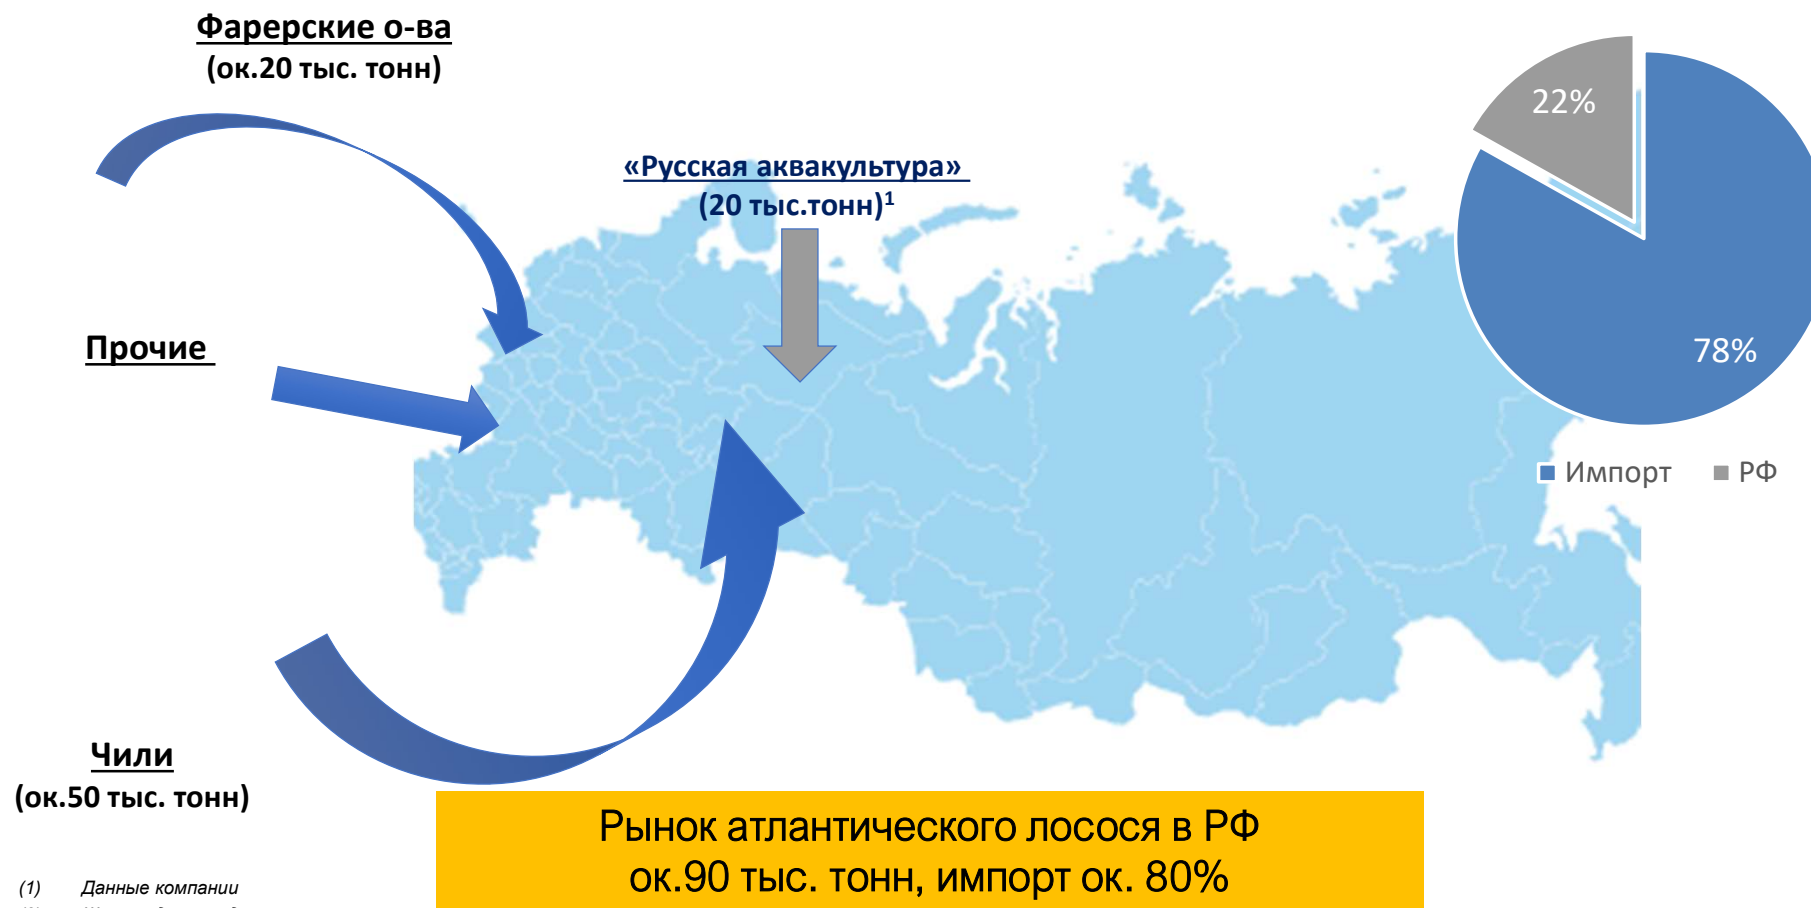 Фарерские о-ва
(ок.20 тыс. тонн)
22%
«Русская аквакультура»
(20 тыс.тонн)¹
Прочие
78%
Импорт РФ
Чили
(ок.50 тыс. тонн)
Рынок атлантического лосося в РФ
ок.90 тыс. тонн, импорт ок. 80%
(1) Данные компании